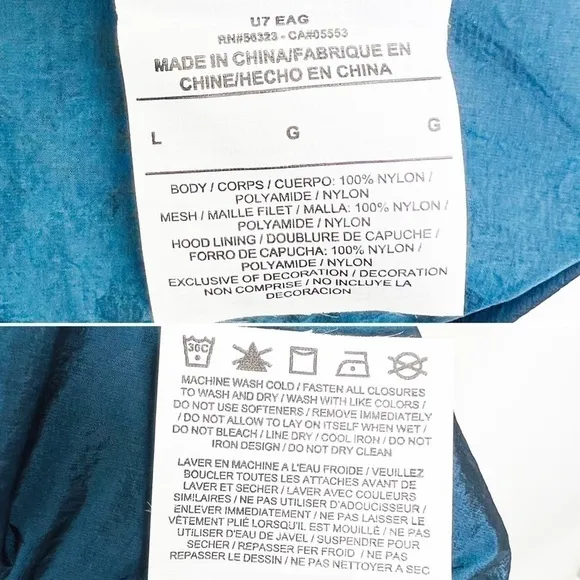 U7 EAG
RN#56323 - CA#05553
MADE IN CHINA/FABRIQUE EN
CHINE/HECHO EN CHINA
L G G
BODY / CORPS / CUERPO: 100% NYLON /
POLYAMIDE / NYLON
MESH / MAILLE FILET / MALLA: 100% NYLON /
POLYAMIDE / NYLON
HOOD LINING / DOUBLURE DE CAPUCHE /
FORRO DE CAPUCHA: 100% NYLON /
POLYAMIDE / NYLON
EXCLUSIVE OF DECORATION / DECORATION
NON COMPRISE / NO INCLUYE LA
DECORACION
30C
MACHINE WASH COLD / FASTEN ALL CLOSURES
TO WASH AND DRY / WASH WITH LIKE COLORS /
DO NOT USE SOFTENERS / REMOVE IMMEDIATELY
/ DO NOT ALLOW TO LAY ON ITSELF WHEN WET /
DO NOT BLEACH / LINE DRY / COOL IRON / DO NOT
IRON DESIGN / DO NOT DRY CLEAN
LAVER EN MACHINE A L'EAU FROIDE / VEUILLEZ
BOUCLER TOUTES LES ATTACHES AVANT DE
LAVER ET SECHER / LAVER AVEC COULEURS
SIMILAIRES / NE PAS UTILISER D'ADOUCISSEUR /
ENLEVER IMMEDIATEMENT / NE PAS LAISSER LE
VÊTEMENT PLIÉ LORSQU'IL EST MOUILLÉ / NE PAS
UTILISER D'EAU DE JAVEL / SUSPENDRE POUR
SECHER / REPASSER FER FROID / NE PAS
REPASSER LE DESSIN / NE PAS NETTOYER A SEC